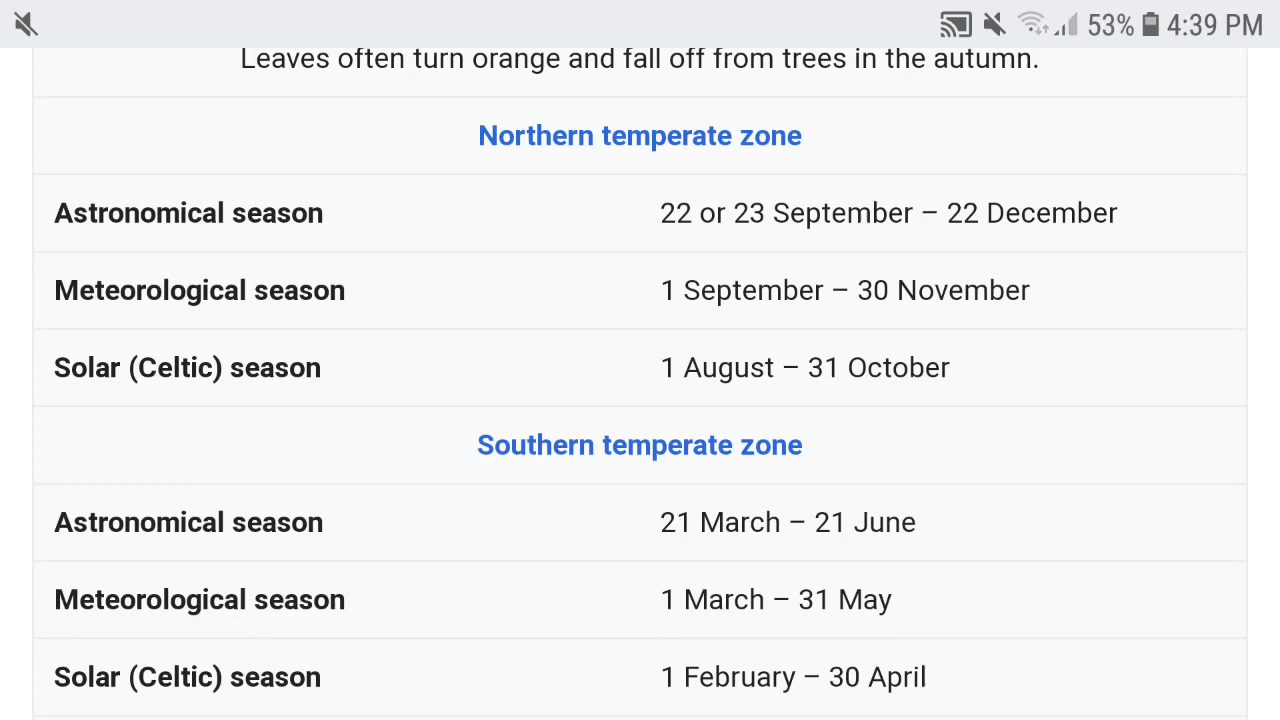 53% 4:39 PM
Leaves often turn orange and fall off from trees in the autumn.
Northern temperate zone
Astronomical season 22 or 23 September – 22 December
Meteorological season 1 September – 30 November
Solar (Celtic) season 1 August – 31 October
Southern temperate zone
Astronomical season 21 March – 21 June
Meteorological season 1 March – 31 May
Solar (Celtic) season 1 February – 30 April